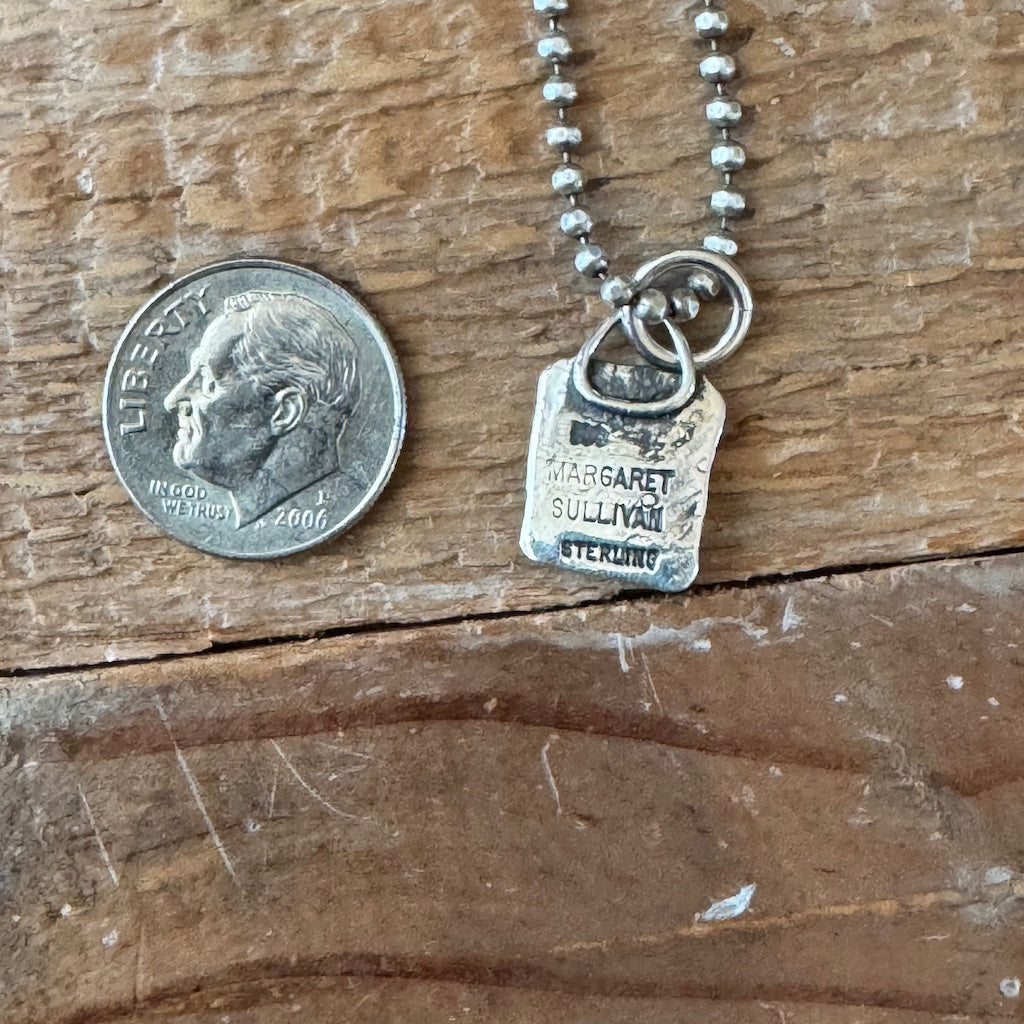 LIBERTY
IN GOD
WE TRUST
2006
MARGARET
SULLIVAN
STERLING